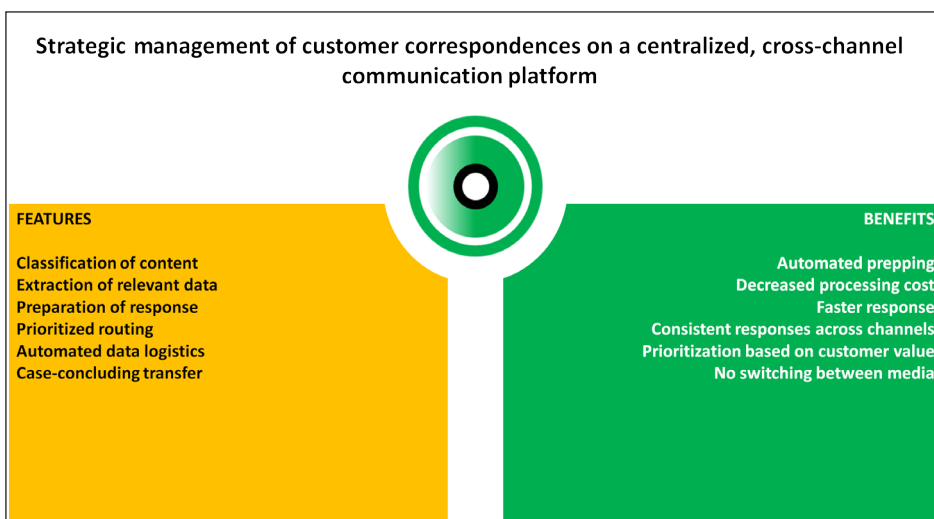 Strategic management of customer correspondences on a centralized, cross-channel
communication platform
FEATURES
Classification of content
Extraction of relevant data
Preparation of response
Prioritized routing
Automated data logistics
Case-concluding transfer
BENEFITS
Automated prepping
Decreased processing cost
Faster response
Consistent responses across channels
Prioritization based on customer value
No switching between media